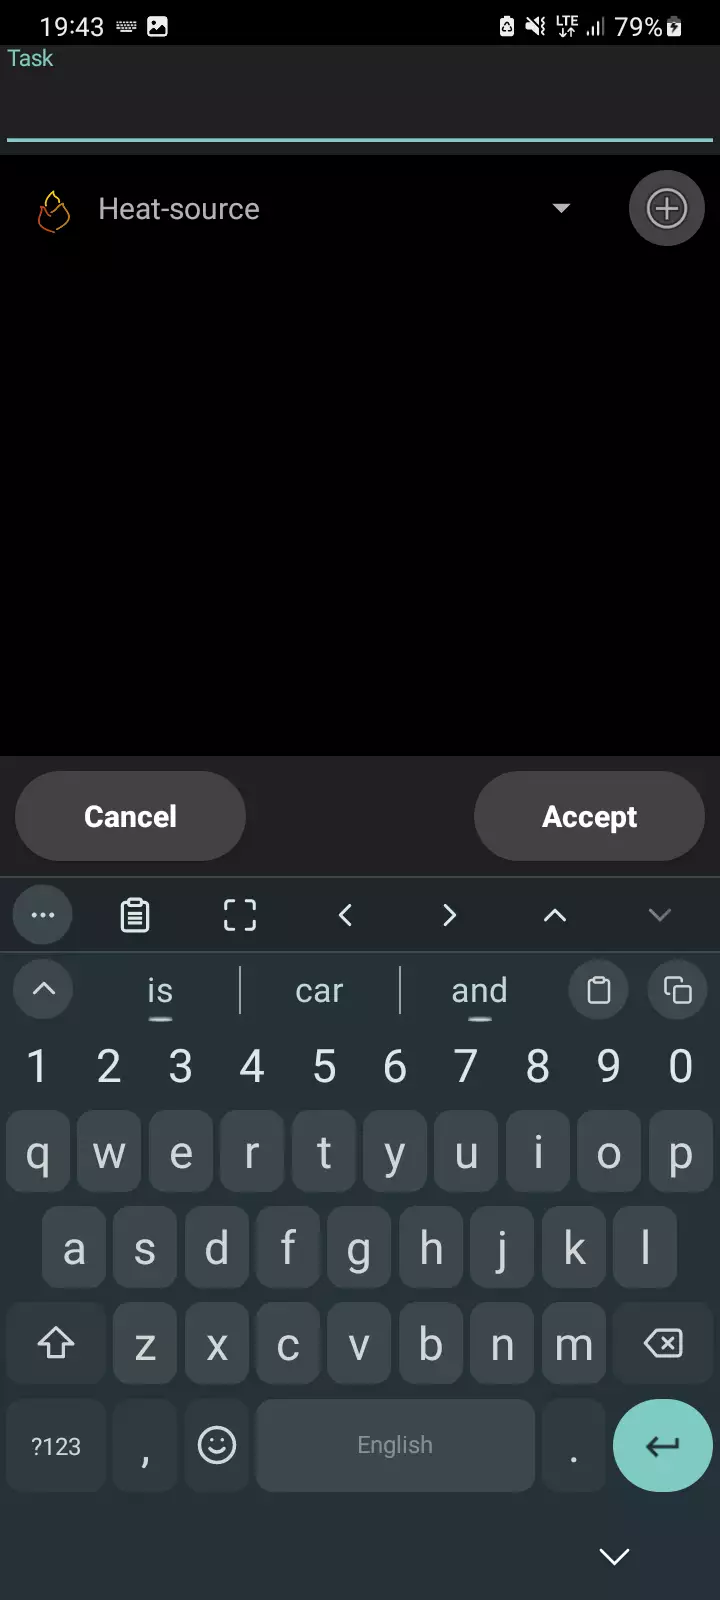 19:43 LTE 79%
Task
Heat-source
Cancel Accept
is car and
1 2 3 4 5 6 7 8 9 0
q w e r t y u i o p
a s d f g h j k l
z x c v b n m
?123 , English .